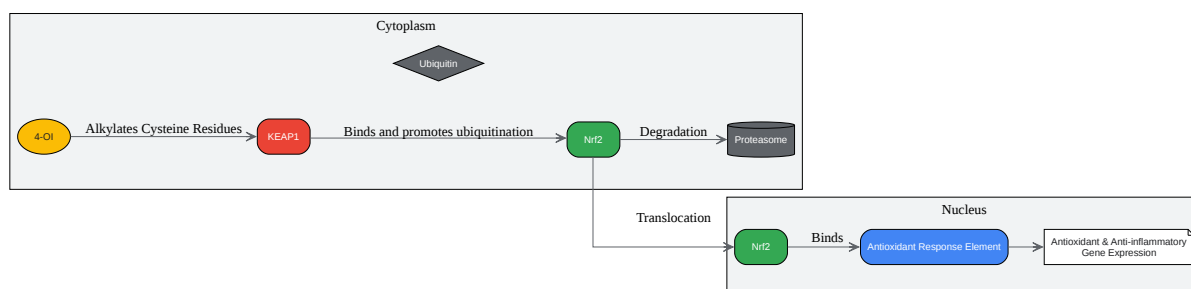 Cytoplasm
Ubiquitin
4-OI
Alkylates Cysteine Residues
KEAP1
Binds and promotes ubiquitination
Nrf2
Degradation
Proteasome
Translocation
Nucleus
Nrf2
Binds
Antioxidant Response Element
Antioxidant & Anti-inflammatory
Gene Expression